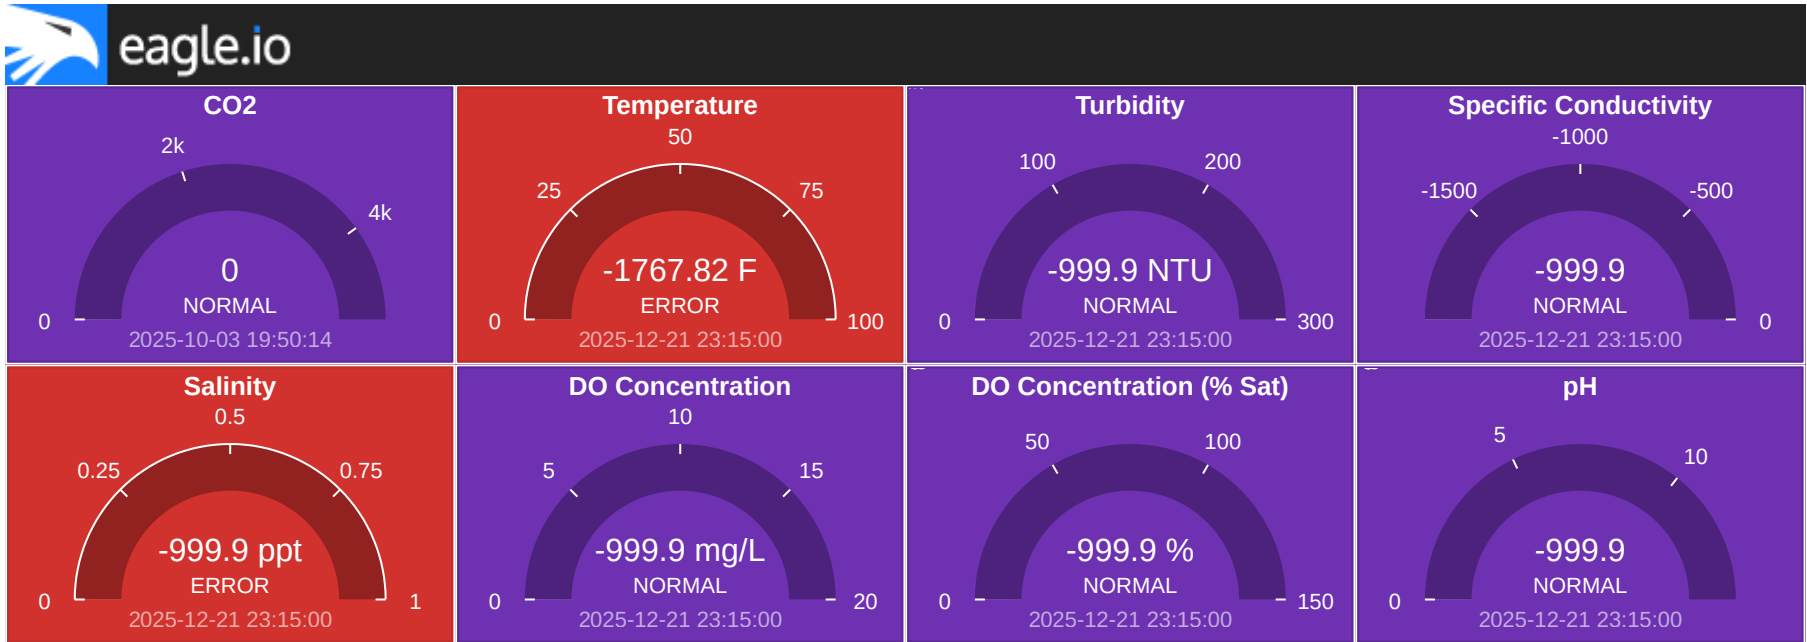 eagle.io
CO2
2k
4k
0
0
NORMAL
2025-10-03 19:50:14
Temperature
50
25
75
-1767.82 F
ERROR
0
100
2025-12-21 23:15:00
Turbidity
100
200
-999.9 NTU
NORMAL
0
300
2025-12-21 23:15:00
Specific Conductivity
-1000
-1500
-500
-999.9
NORMAL
0
2025-12-21 23:15:00
Salinity
0.5
0.25
0.75
-999.9 ppt
ERROR
0
1
2025-12-21 23:15:00
DO Concentration
10
5
15
-999.9 mg/L
NORMAL
0
20
2025-12-21 23:15:00
DO Concentration (% Sat)
50
100
-999.9 %
NORMAL
0
150
2025-12-21 23:15:00
pH
5
10
-999.9
NORMAL
0
2025-12-21 23:15:00